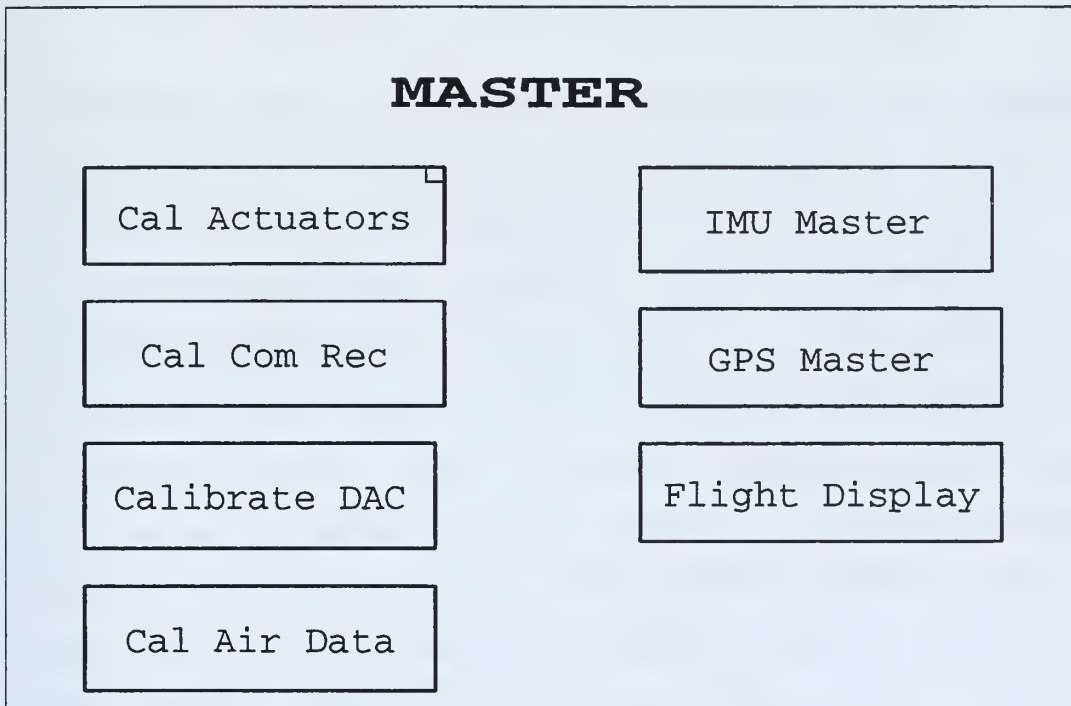 MASTER
Cal Actuators
Cal Com Rec
Calibrate DAC
Cal Air Data
IMU Master
GPS Master
Flight Display